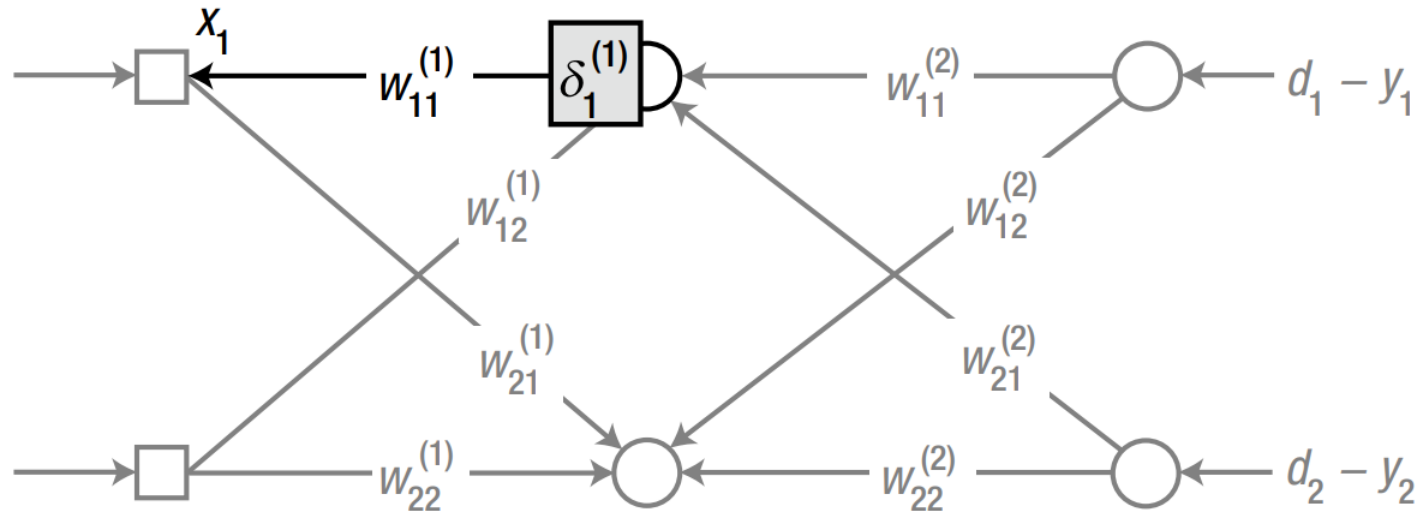 x₁
w₁₁⁽¹⁾ δ₁⁽¹⁾ w₁₁⁽²⁾ d₁ – y₁
w₁₂⁽¹⁾ w₁₂⁽²⁾
w₂₁⁽¹⁾ w₂₁⁽²⁾
w₂₂⁽¹⁾ w₂₂⁽²⁾ d₂ – y₂